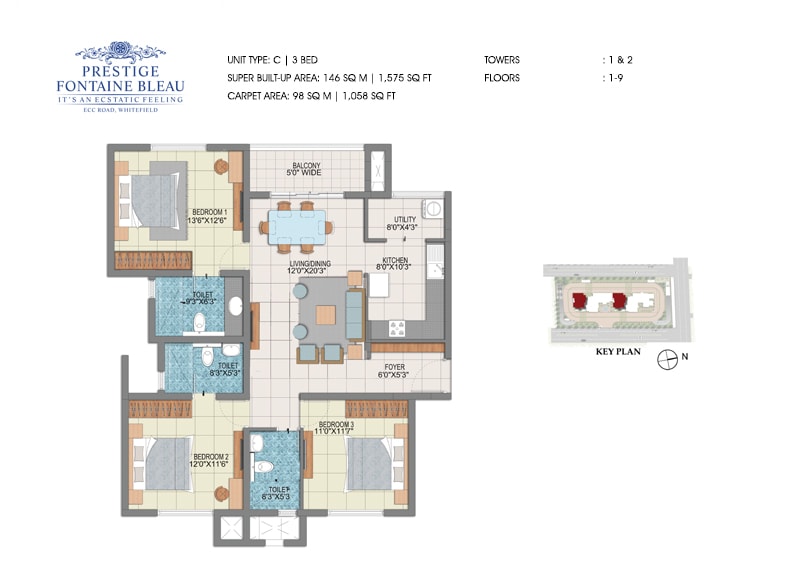 PRESTIGE
FONTAINE BLEAU
IT'S AN ECSTATIC FEELING
ECC ROAD, WHITEFIELD
UNIT TYPE: C | 3 BED
SUPER BUILT-UP AREA: 146 SQ M | 1,575 SQ FT
CARPET AREA: 98 SQ M | 1,058 SQ FT
TOWERS : 1 & 2
FLOORS : 1-9
BALCONY
5'0" WIDE
BEDROOM 1
13'6"X12'6"
UTILITY
8'0"X4'3"
LIVING/DINING
12'0"X20'3"
KITCHEN
8'0"X10'3"
TOILET
9'3"X6'3"
TOILET
8'3"X5'3"
FOYER
6'0"X5'3"
BEDROOM 2
12'0"X11'6"
BEDROOM 3
11'0"X11'7"
TOILET
8'3"X5'3
KEY PLAN
N